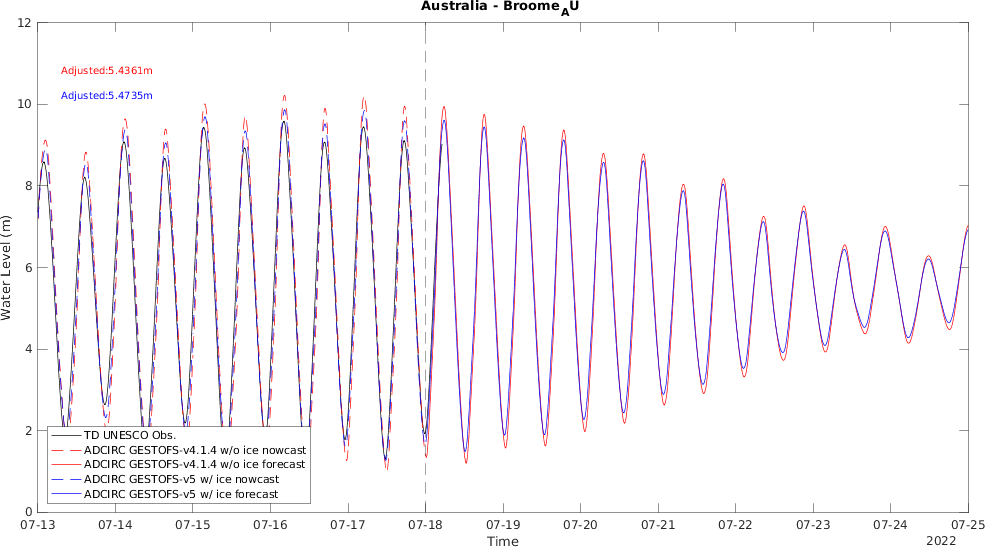 Australia - Broome_AU
Adjusted:5.4361m
Adjusted:5.4735m
Water Level (m)
12
10
8
6
4
2
0
TD UNESCO Obs.
ADCIRC GESTOFS-v4.1.4 w/o ice nowcast
ADCIRC GESTOFS-v4.1.4 w/o ice forecast
ADCIRC GESTOFS-v5 w/ ice nowcast
ADCIRC GESTOFS-v5 w/ ice forecast
07-13 07-14 07-15 07-16 07-17 07-18 07-19 07-20 07-21 07-22 07-23 07-24 07-25
Time
2022